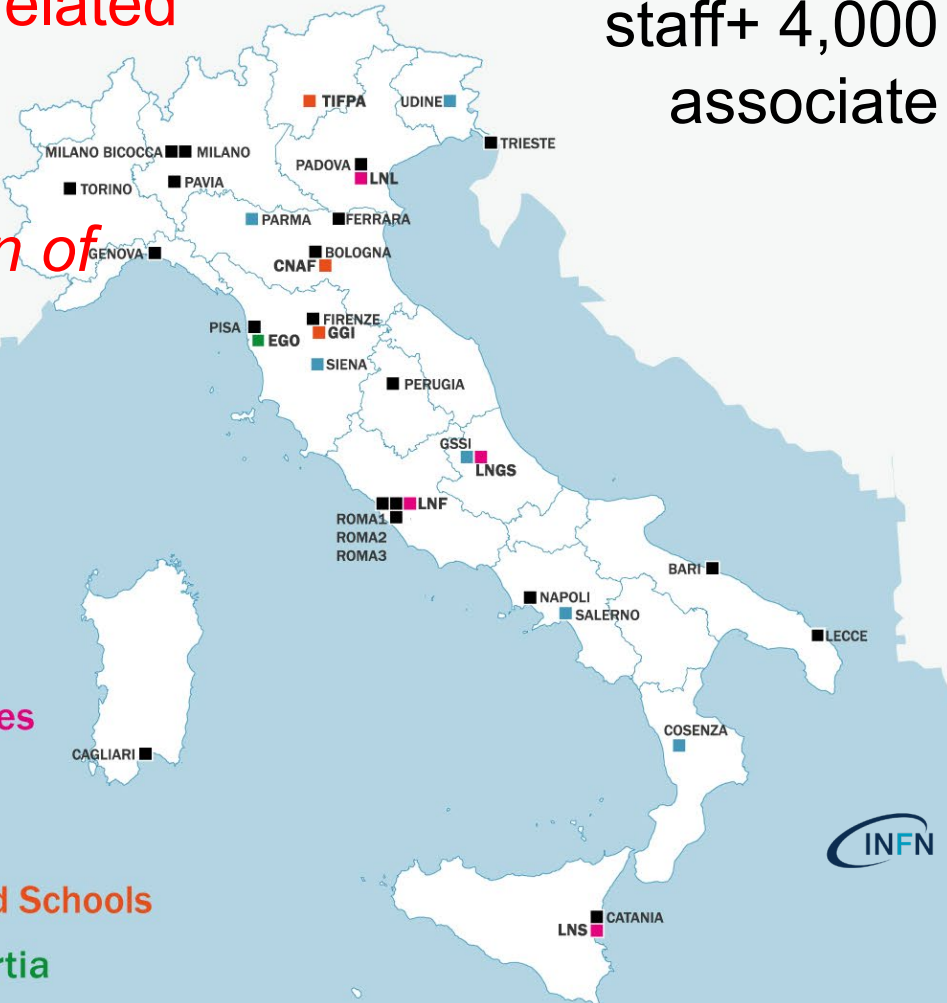 elated
staff+ 4,000
associate
TIFPA
UDINE
TRIESTE
MILANO BICOCCA
MILANO
PADOVA
LNL
TORINO
PAVIA
PARMA
FERRARA
n of
GENOVA
BOLOGNA
CNAF
PISA
FIRENZE
GGI
EGO
SIENA
PERUGIA
GSSI
LNGS
LNF
ROMA1
ROMA2
ROMA3
BARI
NAPOLI
SALERNO
LECCE
es
CAGLIARI
COSENZA
INFN
d Schools
CATANIA
LNS
rtia